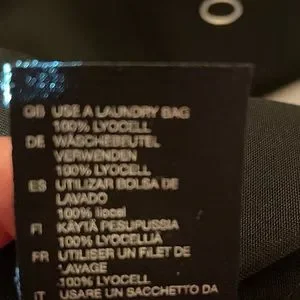 GB USE A LAUNDRY BAG
100% LYOCELL
DE WÄSCHEBEUTEL
VERWENDEN
100% LYOCELL
ES UTILIZAR BOLSA DE
LAVADO
100% liocel
FI KÄYTÄ PESUPUSSIA
100% LYOCELLIÄ
FR UTILISER UN FILET DE
LAVAGE
100% LYOCELL
IT USARE UN SACCHETTO DA